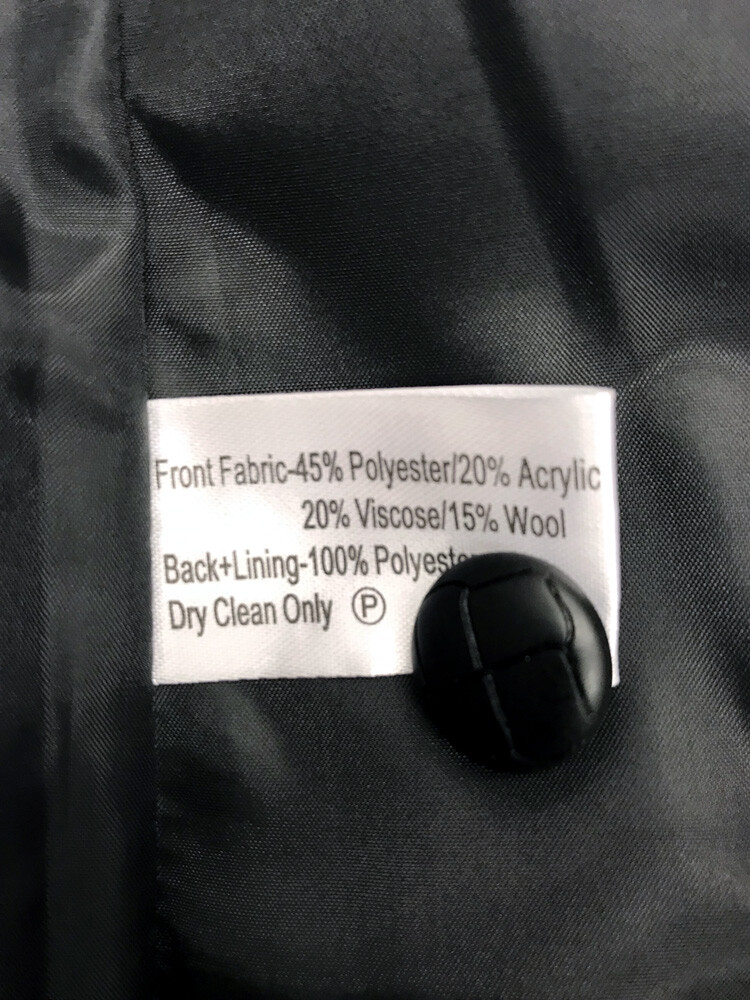 Front Fabric-45% Polyester/20% Acrylic
20% Viscose/15% Wool
Back+Lining-100%
Dry Clean Only Ⓟ